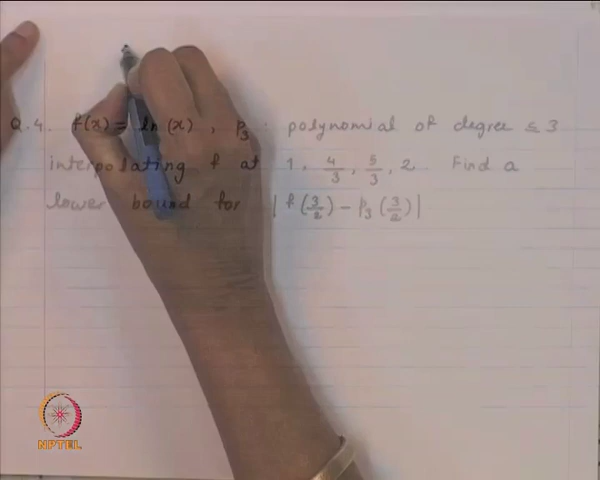 Q.4. f(x) = ln(x), p₃ : polynomial of degree ≤ 3
interpolating f at 1, 4/3, 5/3, 2 Find a
lower bound for | f(3/2) - p₃(3/2) |
NPTEL